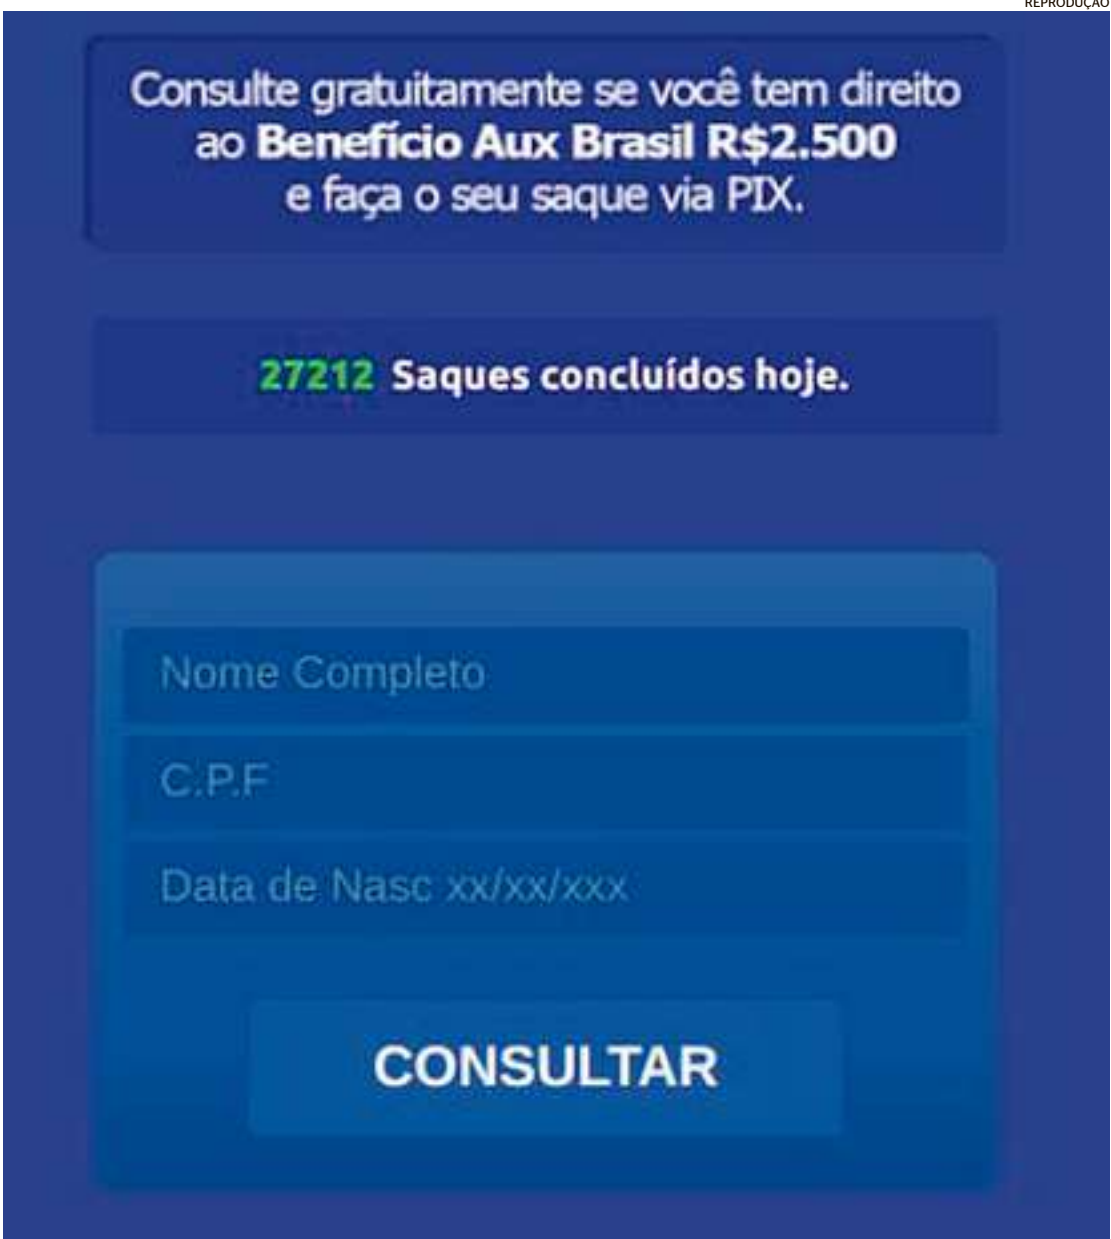 REPRODUÇÃO
Consulte gratuitamente se você tem direito
ao Benefício Aux Brasil R$2.500
e faça o seu saque via PIX.
27212 Saques concluídos hoje.
Nome Completo
C.P.F
Data de Nasc xx/xx/xxx
CONSULTAR